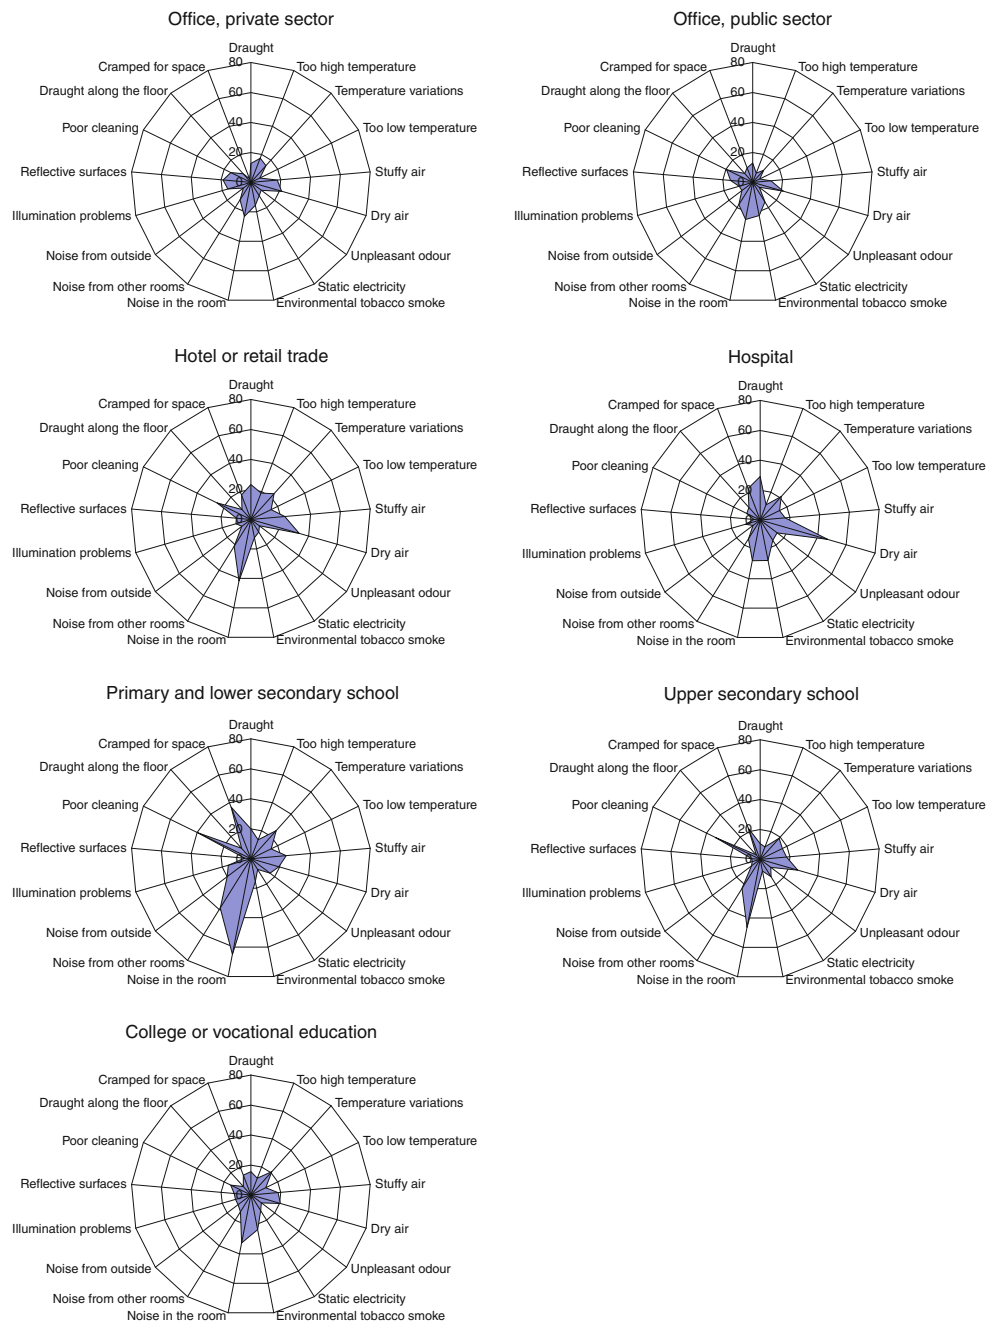 Office, private sector
Draught
Cramped for space
80
Too high temperature
Draught along the floor
60
Temperature variations
Poor cleaning
40
Too low temperature
20
Reflective surfaces
0
Stuffy air
Illumination problems
Dry air
Noise from outside
Unpleasant odour
Noise from other rooms
Static electricity
Noise in the room
Environmental tobacco smoke
Office, public sector
Draught
Cramped for space
80
Too high temperature
Draught along the floor
60
Temperature variations
Poor cleaning
40
Too low temperature
20
Reflective surfaces
0
Stuffy air
Illumination problems
Dry air
Noise from outside
Unpleasant odour
Noise from other rooms
Static electricity
Noise in the room
Environmental tobacco smoke
Hotel or retail trade
Draught
Cramped for space
80
Too high temperature
Draught along the floor
60
Temperature variations
Poor cleaning
40
Too low temperature
20
Reflective surfaces
0
Stuffy air
Illumination problems
Dry air
Noise from outside
Unpleasant odour
Noise from other rooms
Static electricity
Noise in the room
Environmental tobacco smoke
Hospital
Draught
Cramped for space
80
Too high temperature
Draught along the floor
60
Temperature variations
Poor cleaning
40
Too low temperature
20
Reflective surfaces
0
Stuffy air
Illumination problems
Dry air
Noise from outside
Unpleasant odour
Noise from other rooms
Static electricity
Noise in the room
Environmental tobacco smoke
Primary and lower secondary school
Draught
Cramped for space
80
Too high temperature
Draught along the floor
60
Temperature variations
Poor cleaning
40
Too low temperature
20
Reflective surfaces
0
Stuffy air
Illumination problems
Dry air
Noise from outside
Unpleasant odour
Noise from other rooms
Static electricity
Noise in the room
Environmental tobacco smoke
Upper secondary school
Draught
Cramped for space
80
Too high temperature
Draught along the floor
60
Temperature variations
Poor cleaning
40
Too low temperature
20
Reflective surfaces
0
Stuffy air
Illumination problems
Dry air
Noise from outside
Unpleasant odour
Noise from other rooms
Static electricity
Noise in the room
Environmental tobacco smoke
College or vocational education
Draught
Cramped for space
80
Too high temperature
Draught along the floor
60
Temperature variations
Poor cleaning
40
Too low temperature
20
Reflective surfaces
0
Stuffy air
Illumination problems
Dry air
Noise from outside
Unpleasant odour
Noise from other rooms
Static electricity
Noise in the room
Environmental tobacco smoke